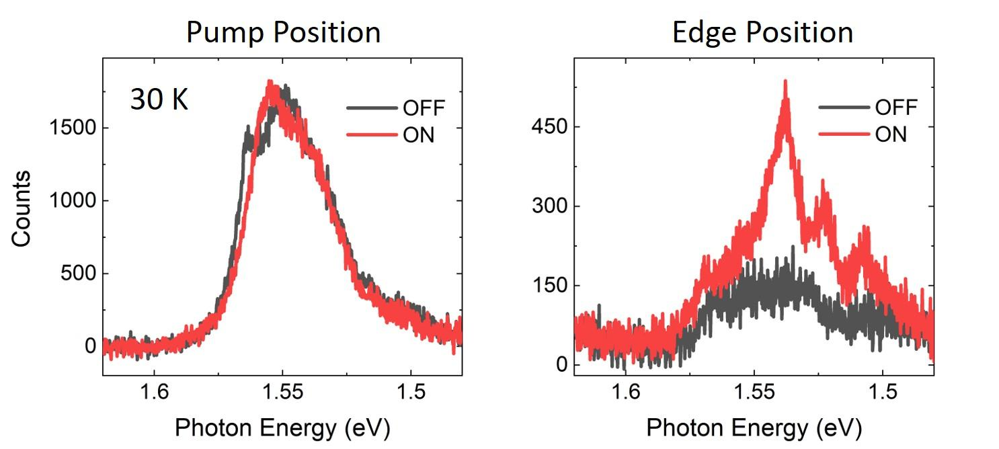 Pump Position
30 K
OFF
ON
1500
1000
500
0
Counts
1.6
1.55
1.5
Photon Energy (eV)
Edge Position
OFF
ON
450
300
150
0
1.6
1.55
1.5
Photon Energy (eV)